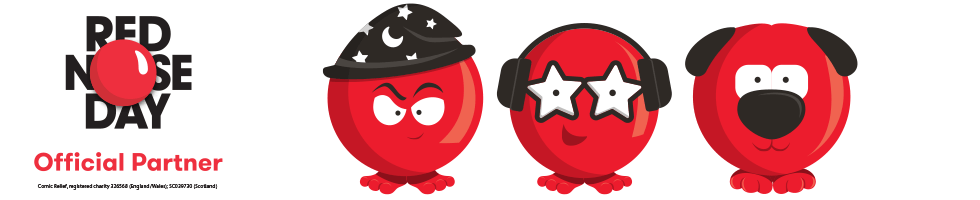 RED
NOSE
DAY
Official Partner
Comic Relief, registered charity 326568 (England/Wales); SC039730 (Scotland)